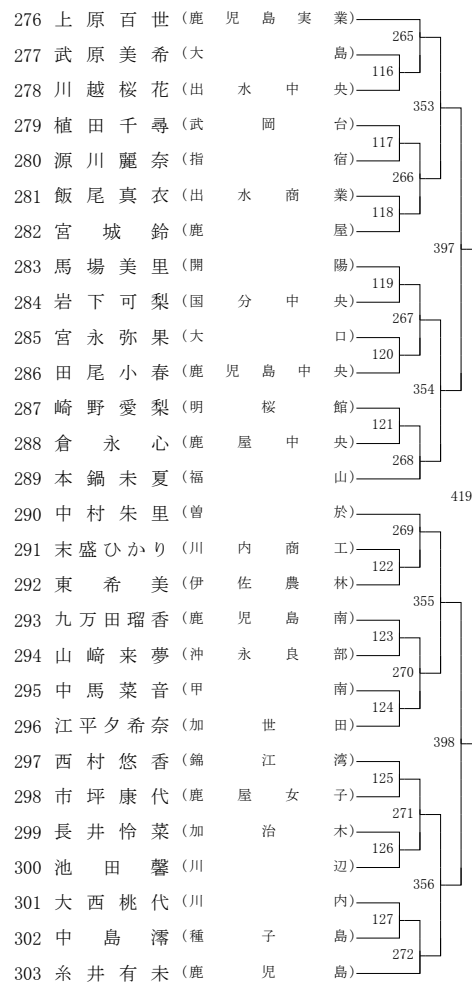 276 上原百世 (鹿児島実業)
265
277 武原美希 (大島)
116
278 川越桜花 (出水中央)
353
279 植田千尋 (武岡台)
117
280 源川麗奈 (指宿)
266
281 飯尾真衣 (出水商業)
118
282 宮城鈴 (鹿屋)
397
283 馬場美里 (開陽)
119
284 岩下可梨 (国分中央)
267
285 宮永弥果 (大口)
120
286 田尾小春 (鹿児島中央)
354
287 崎野愛梨 (明桜館)
121
288 倉永心 (鹿屋中央)
268
289 本鍋未夏 (福山)
419
290 中村朱里 (曽於)
269
291 末盛ひかり (川内商工)
122
292 東希美 (伊佐農林)
355
293 九万田瑠香 (鹿児島南)
123
294 山﨑来夢 (沖永良部)
270
295 中馬菜音 (甲南)
124
296 江平夕希奈 (加世田)
398
297 西村悠香 (錦江湾)
125
298 市坪康代 (鹿屋女子)
271
299 長井怜菜 (加治木)
126
300 池田馨 (川辺)
356
301 大西桃代 (川内)
127
302 中島澪 (種子島)
272
303 糸井有未 (鹿児島)